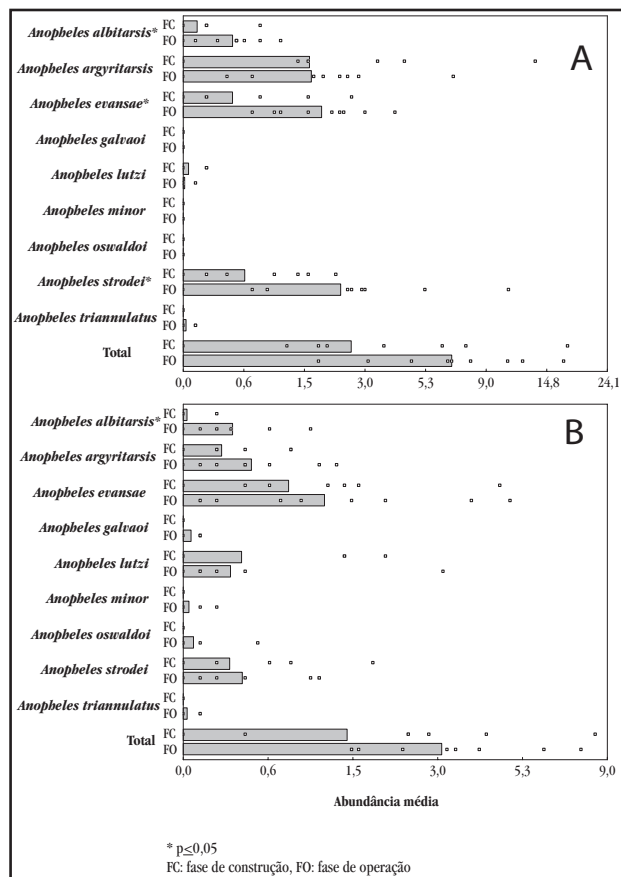 A
Anopheles albitarsis* FC
FO
Anopheles argyritarsis FC
FO
Anopheles evansae* FC
FO
Anopheles galvaoi FC
FO
Anopheles lutzi FC
FO
Anopheles minor FC
FO
Anopheles oswaldoi FC
FO
Anopheles strodei* FC
FO
Anopheles triannulatus FC
FO
Total FC
FO
0,0 0,6 1,5 3,0 5,3 9,0 14,8 24,1
B
Anopheles albitarsis* FC
FO
Anopheles argyritarsis FC
FO
Anopheles evansae FC
FO
Anopheles galvaoi FC
FO
Anopheles lutzi FC
FO
Anopheles minor FC
FO
Anopheles oswaldoi FC
FO
Anopheles strodei FC
FO
Anopheles triannulatus FC
FO
Total FC
FO
0,0 0,6 1,5 3,0 5,3 9,0
Abundância média
* p≤0,05
FC: fase de construção, FO: fase de operação